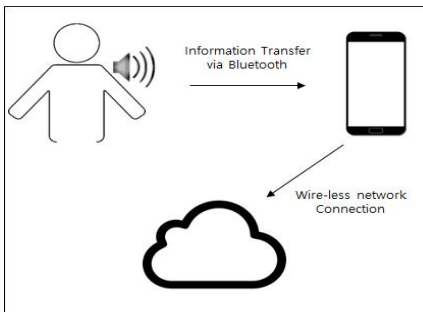 Information Transfer
via Bluetooth
Wire-less network
Connection